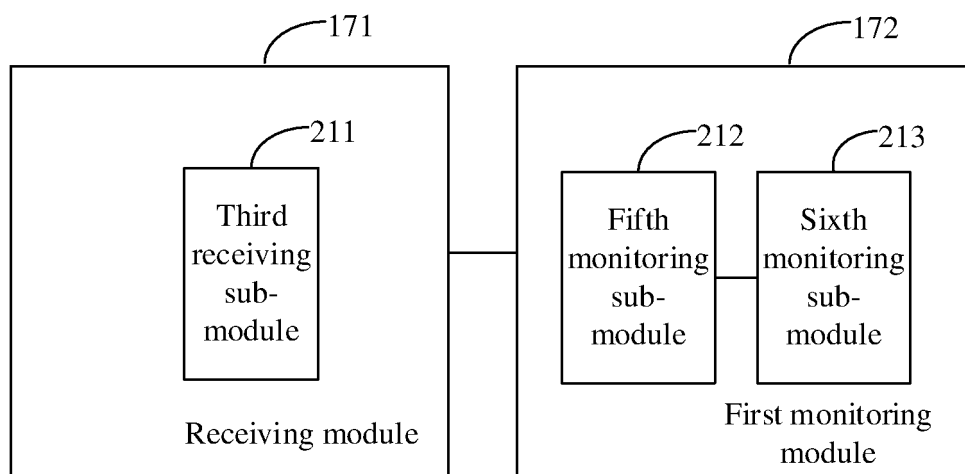 171
172
211
212
213
Third
receiving
sub-
module
Fifth
monitoring
sub-
module
Sixth
monitoring
sub-
module
Receiving module
First monitoring
module